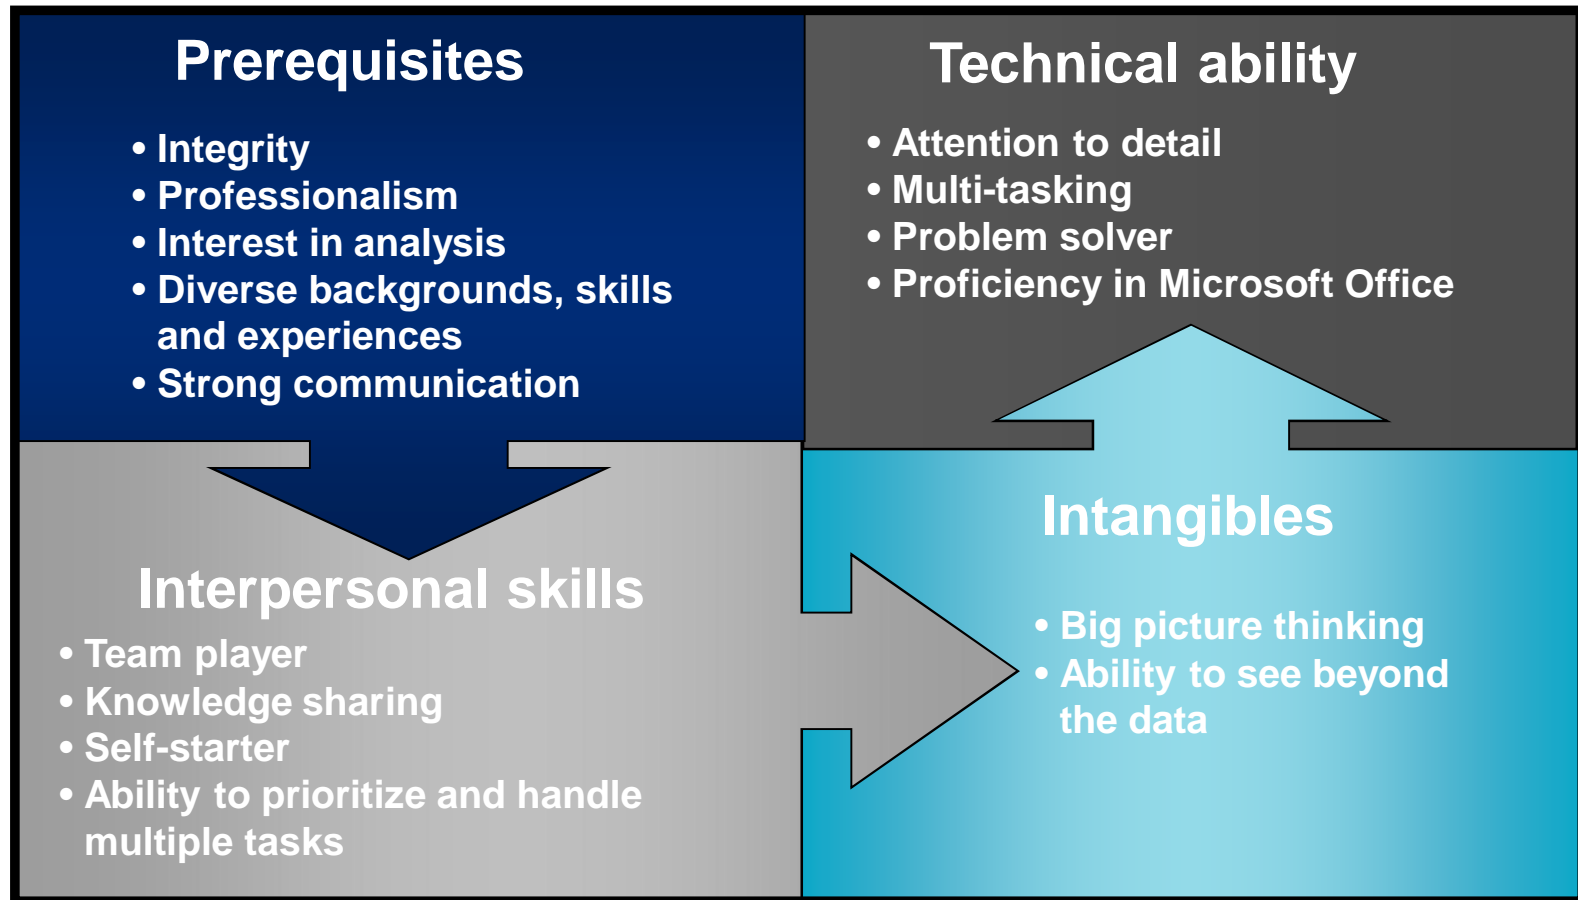 Prerequisites
• Integrity
• Professionalism
• Interest in analysis
• Diverse backgrounds, skills
and experiences
• Strong communication
Technical ability
• Attention to detail
• Multi-tasking
• Problem solver
• Proficiency in Microsoft Office
Interpersonal skills
• Team player
• Knowledge sharing
• Self-starter
• Ability to prioritize and handle
multiple tasks
Intangibles
• Big picture thinking
• Ability to see beyond
the data